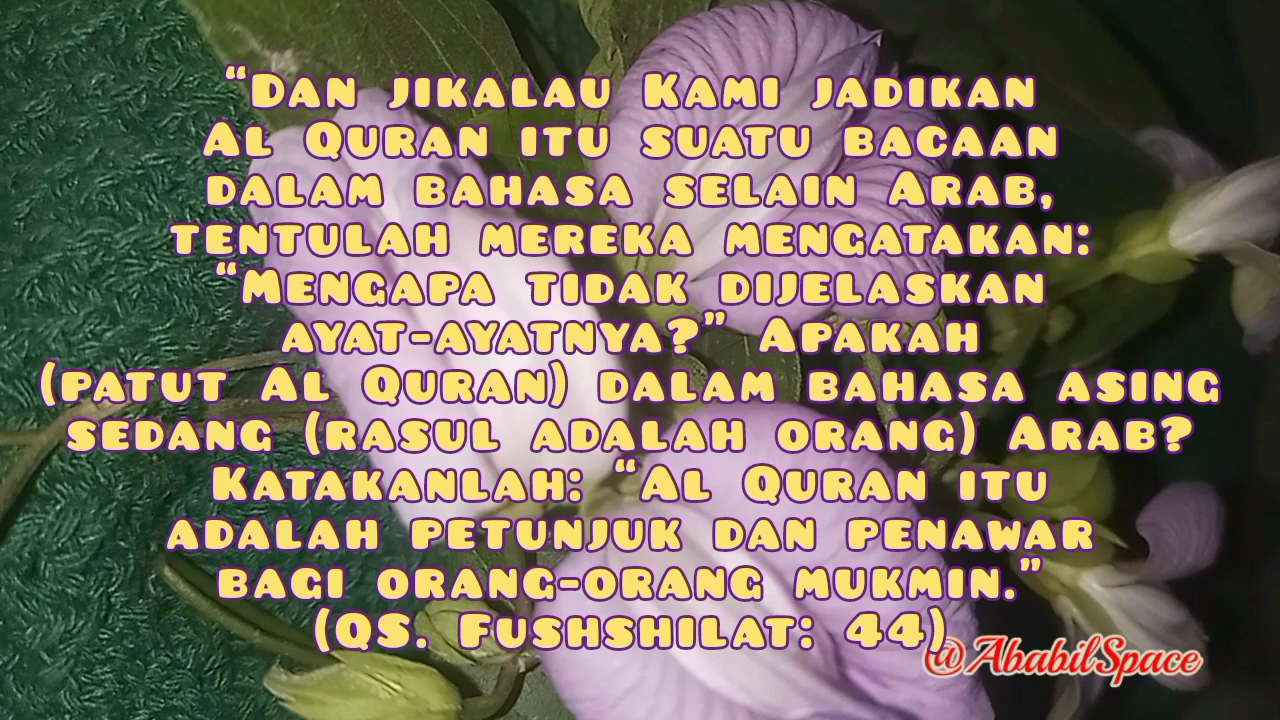 “Dan jikalau Kami jadikan
Al Quran itu suatu bacaan
dalam bahasa selain Arab,
tentulah mereka mengatakan:
“Mengapa tidak dijelaskan
ayat-ayatnya?” Apakah
(patut Al Quran) dalam bahasa asing
sedang (rasul adalah orang) Arab?
Katakanlah: “Al Quran itu
adalah petunjuk dan penawar
bagi orang-orang mukmin.”
(QS. Fushshilat: 44)
@AbabilSpace